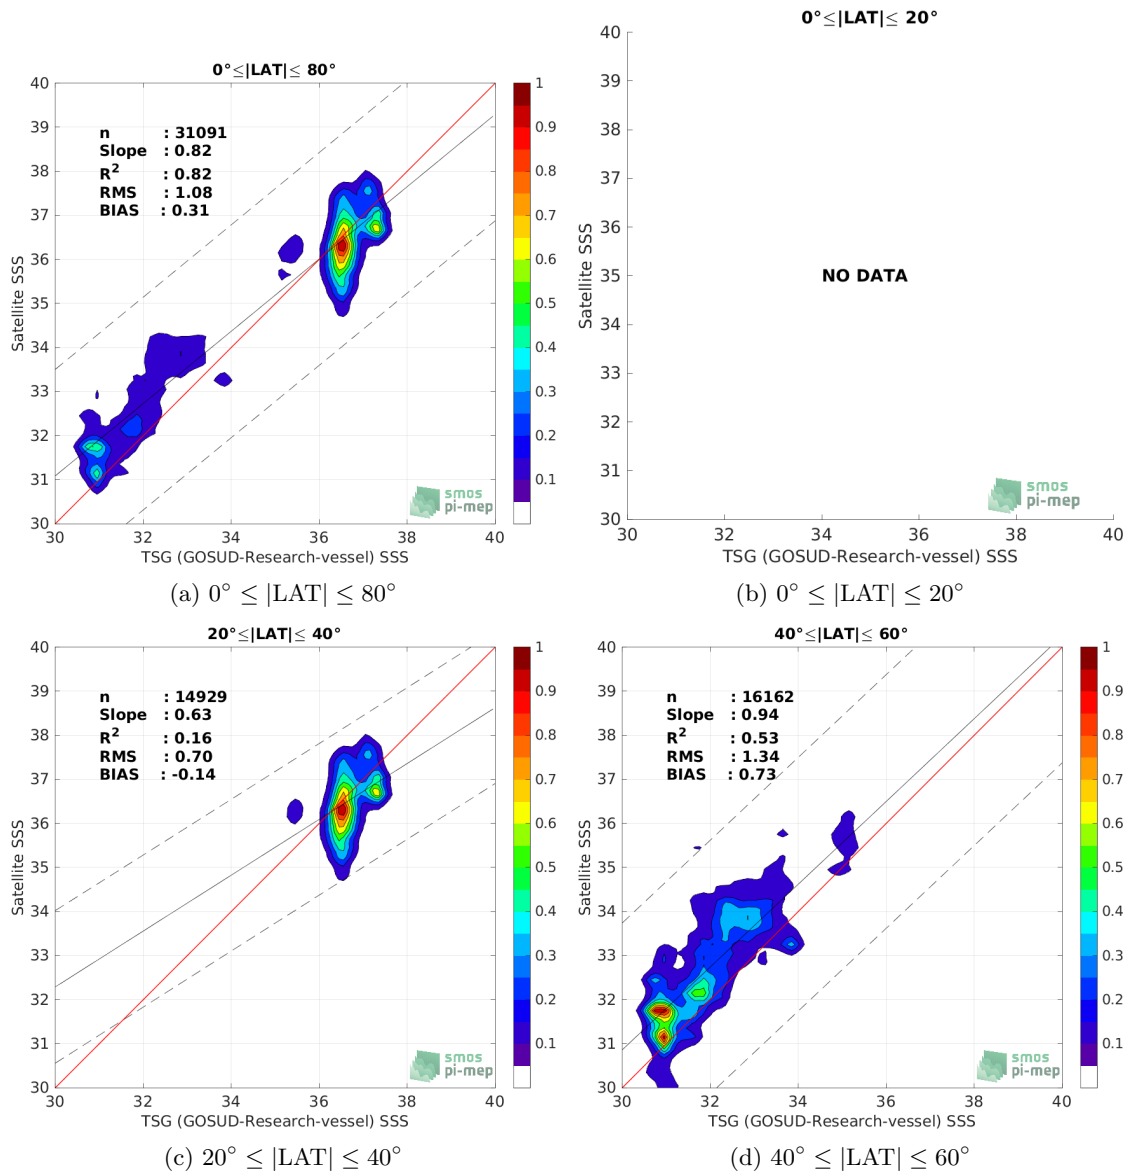 0°≤|LAT|≤ 80°
40
39
38
37
36
35
34
33
32
31
30
30 32 34 36 38 40
Satellite SSS
TSG (GOSUD-Research-vessel) SSS
n : 31091
Slope : 0.82
R² : 0.82
RMS : 1.08
BIAS : 0.31
1
0.9
0.8
0.7
0.6
0.5
0.4
0.3
0.2
0.1
smos
pi-mep
(a) 0° ≤ |LAT| ≤ 80°
0°≤|LAT|≤ 20°
40
39
38
37
36
35
34
33
32
31
30
30 32 34 36 38 40
Satellite SSS
TSG (GOSUD-Research-vessel) SSS
NO DATA
smos
pi-mep
(b) 0° ≤ |LAT| ≤ 20°
20°≤|LAT|≤ 40°
40
39
38
37
36
35
34
33
32
31
30
30 32 34 36 38 40
Satellite SSS
TSG (GOSUD-Research-vessel) SSS
n : 14929
Slope : 0.63
R² : 0.16
RMS : 0.70
BIAS : -0.14
1
0.9
0.8
0.7
0.6
0.5
0.4
0.3
0.2
0.1
smos
pi-mep
(c) 20° ≤ |LAT| ≤ 40°
40°≤|LAT|≤ 60°
40
39
38
37
36
35
34
33
32
31
30
30 32 34 36 38 40
Satellite SSS
TSG (GOSUD-Research-vessel) SSS
n : 16162
Slope : 0.94
R² : 0.53
RMS : 1.34
BIAS : 0.73
1
0.9
0.8
0.7
0.6
0.5
0.4
0.3
0.2
0.1
smos
pi-mep
(d) 40° ≤ |LAT| ≤ 60°